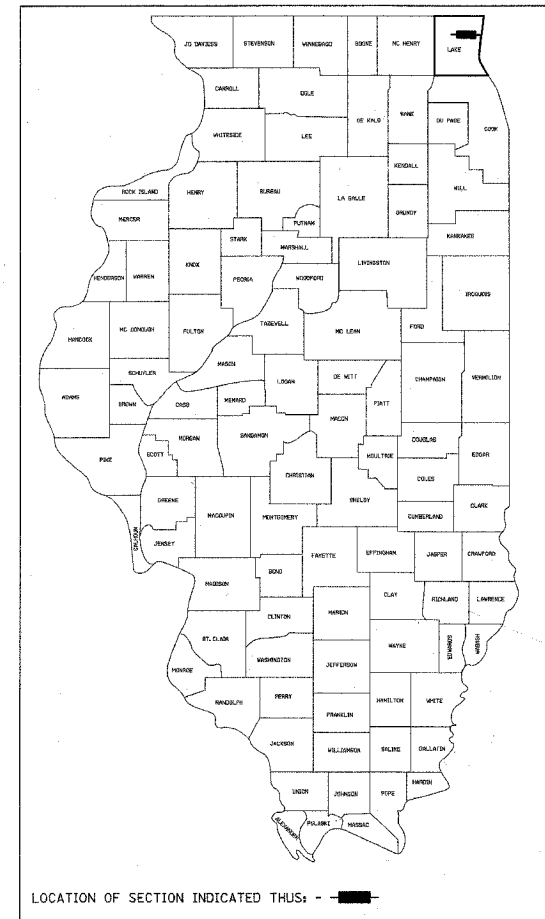 JO DAVIESS STEPHENSON WINNEBAGO BOONE MC HENRY LAKE
CARROLL OGLE
DE KALB KANE DU PAGE COOK
WHITESIDE LEE
KENDALL
ROCK ISLAND HENRY BUREAU LA SALLE WILL
PUTNAM GRUNDY
MERCER
STARK MARSHALL KANKAKEE
HENDERSON WARREN KNOX PEORIA WOODFORD LIVINGSTON
IROQUOIS
TAZEWELL FORD
HANCOCK MC DONOUGH FULTON MC LEAN
MASON
SCHUYLER LOGAN DE WITT CHAMPAIGN VERMILION
ADAMS BROWN CASS MENARD PIATT
MACON
MORGAN SANGAMON DOUGLAS
PIKE SCOTT MOULTRIE EDGAR
CHRISTIAN COLES
GREENE SHELBY
MACOUPIN MONTGOMERY CUMBERLAND CLARK
CALHOUN JERSEY
FAYETTE EFFINGHAM JASPER CRAWFORD
MADISON BOND
CLAY RICHLAND LAWRENCE
CLINTON MARION
ST. CLAIR WAYNE EDWARDS WABASH
MONROE WASHINGTON JEFFERSON
RANDOLPH PERRY HAMILTON WHITE
FRANKLIN
JACKSON WILLIAMSON SALINE GALLATIN
HARDIN
UNION JOHNSON POPE
ALEXANDER PULASKI MASSAC
LOCATION OF SECTION INDICATED THUS: -